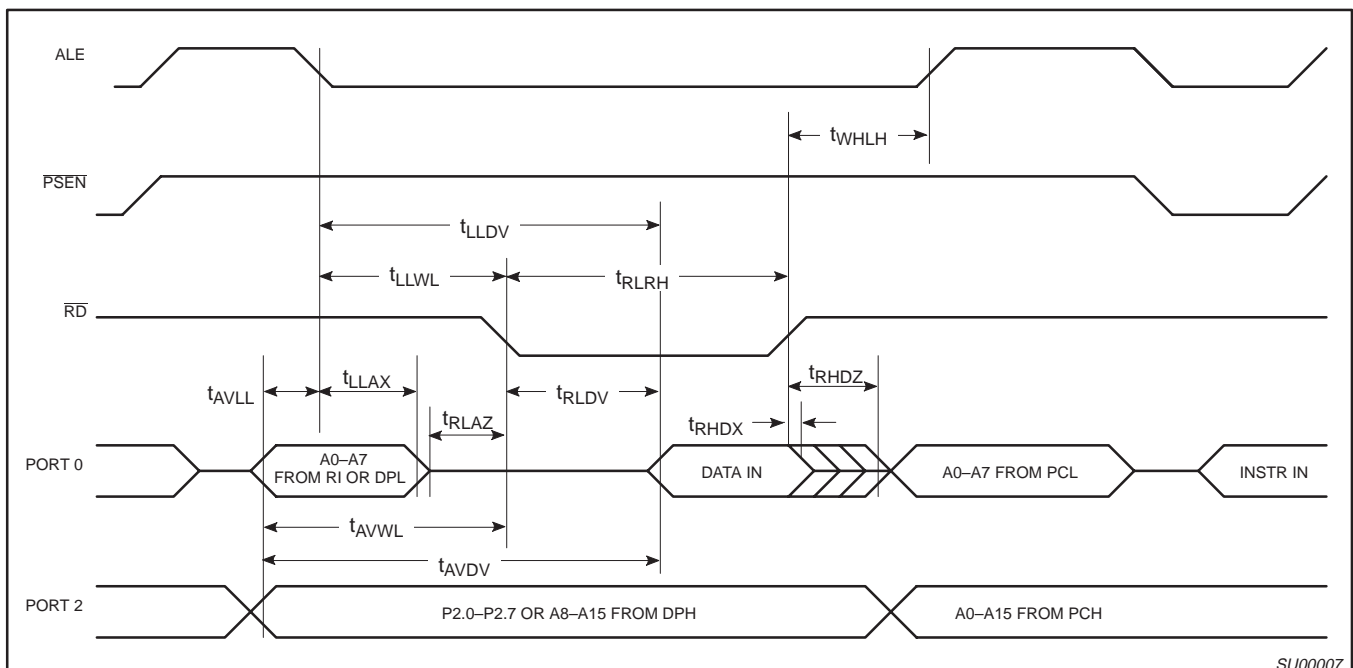 ALE
tWHLH
PSEN
tLLDV
tLLWL
tRLRH
RD
tAVLL
tLLAX
tRLDV
tRHDZ
tRLAZ
tRHDX
PORT 0
A0–A7
FROM RI OR DPL
DATA IN
A0–A7 FROM PCL
INSTR IN
tAVWL
tAVDV
PORT 2
P2.0–P2.7 OR A8–A15 FROM DPH
A0–A15 FROM PCH
SU00007